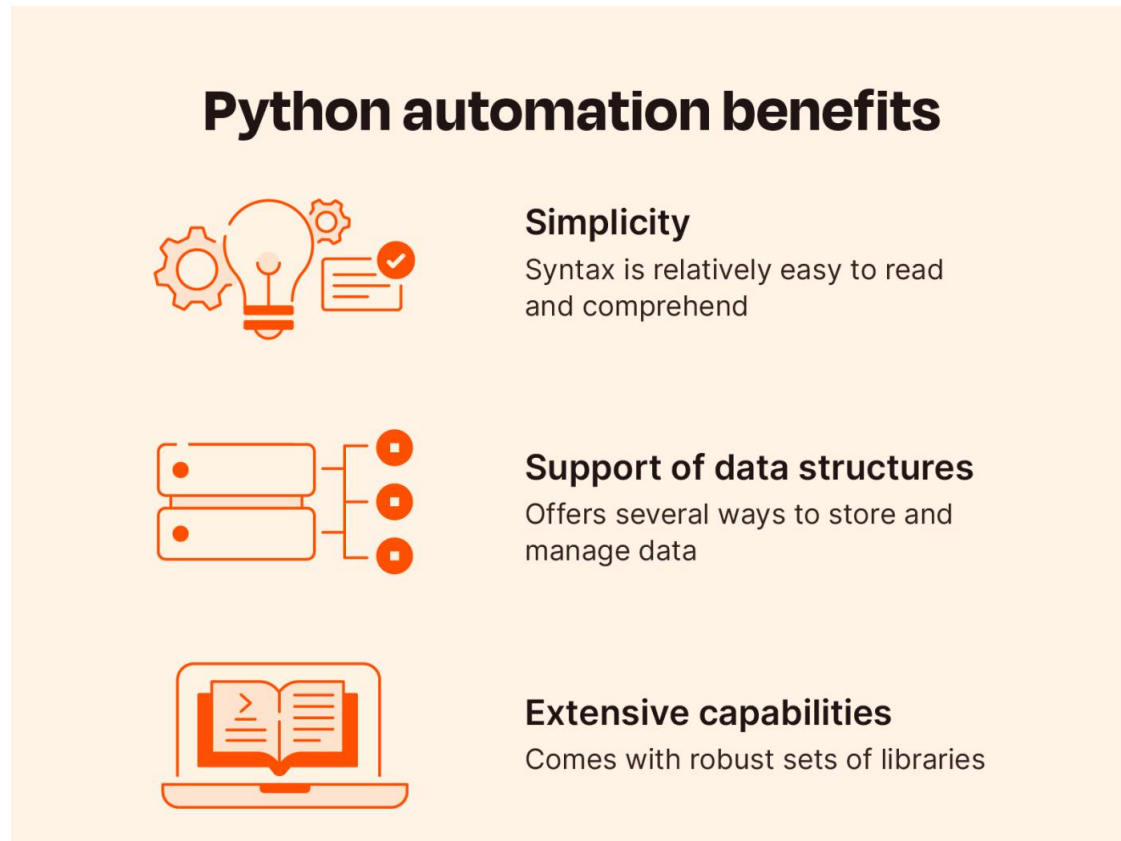 Python automation benefits
Simplicity
Syntax is relatively easy to read
and comprehend
Support of data structures
Offers several ways to store and
manage data
Extensive capabilities
Comes with robust sets of libraries